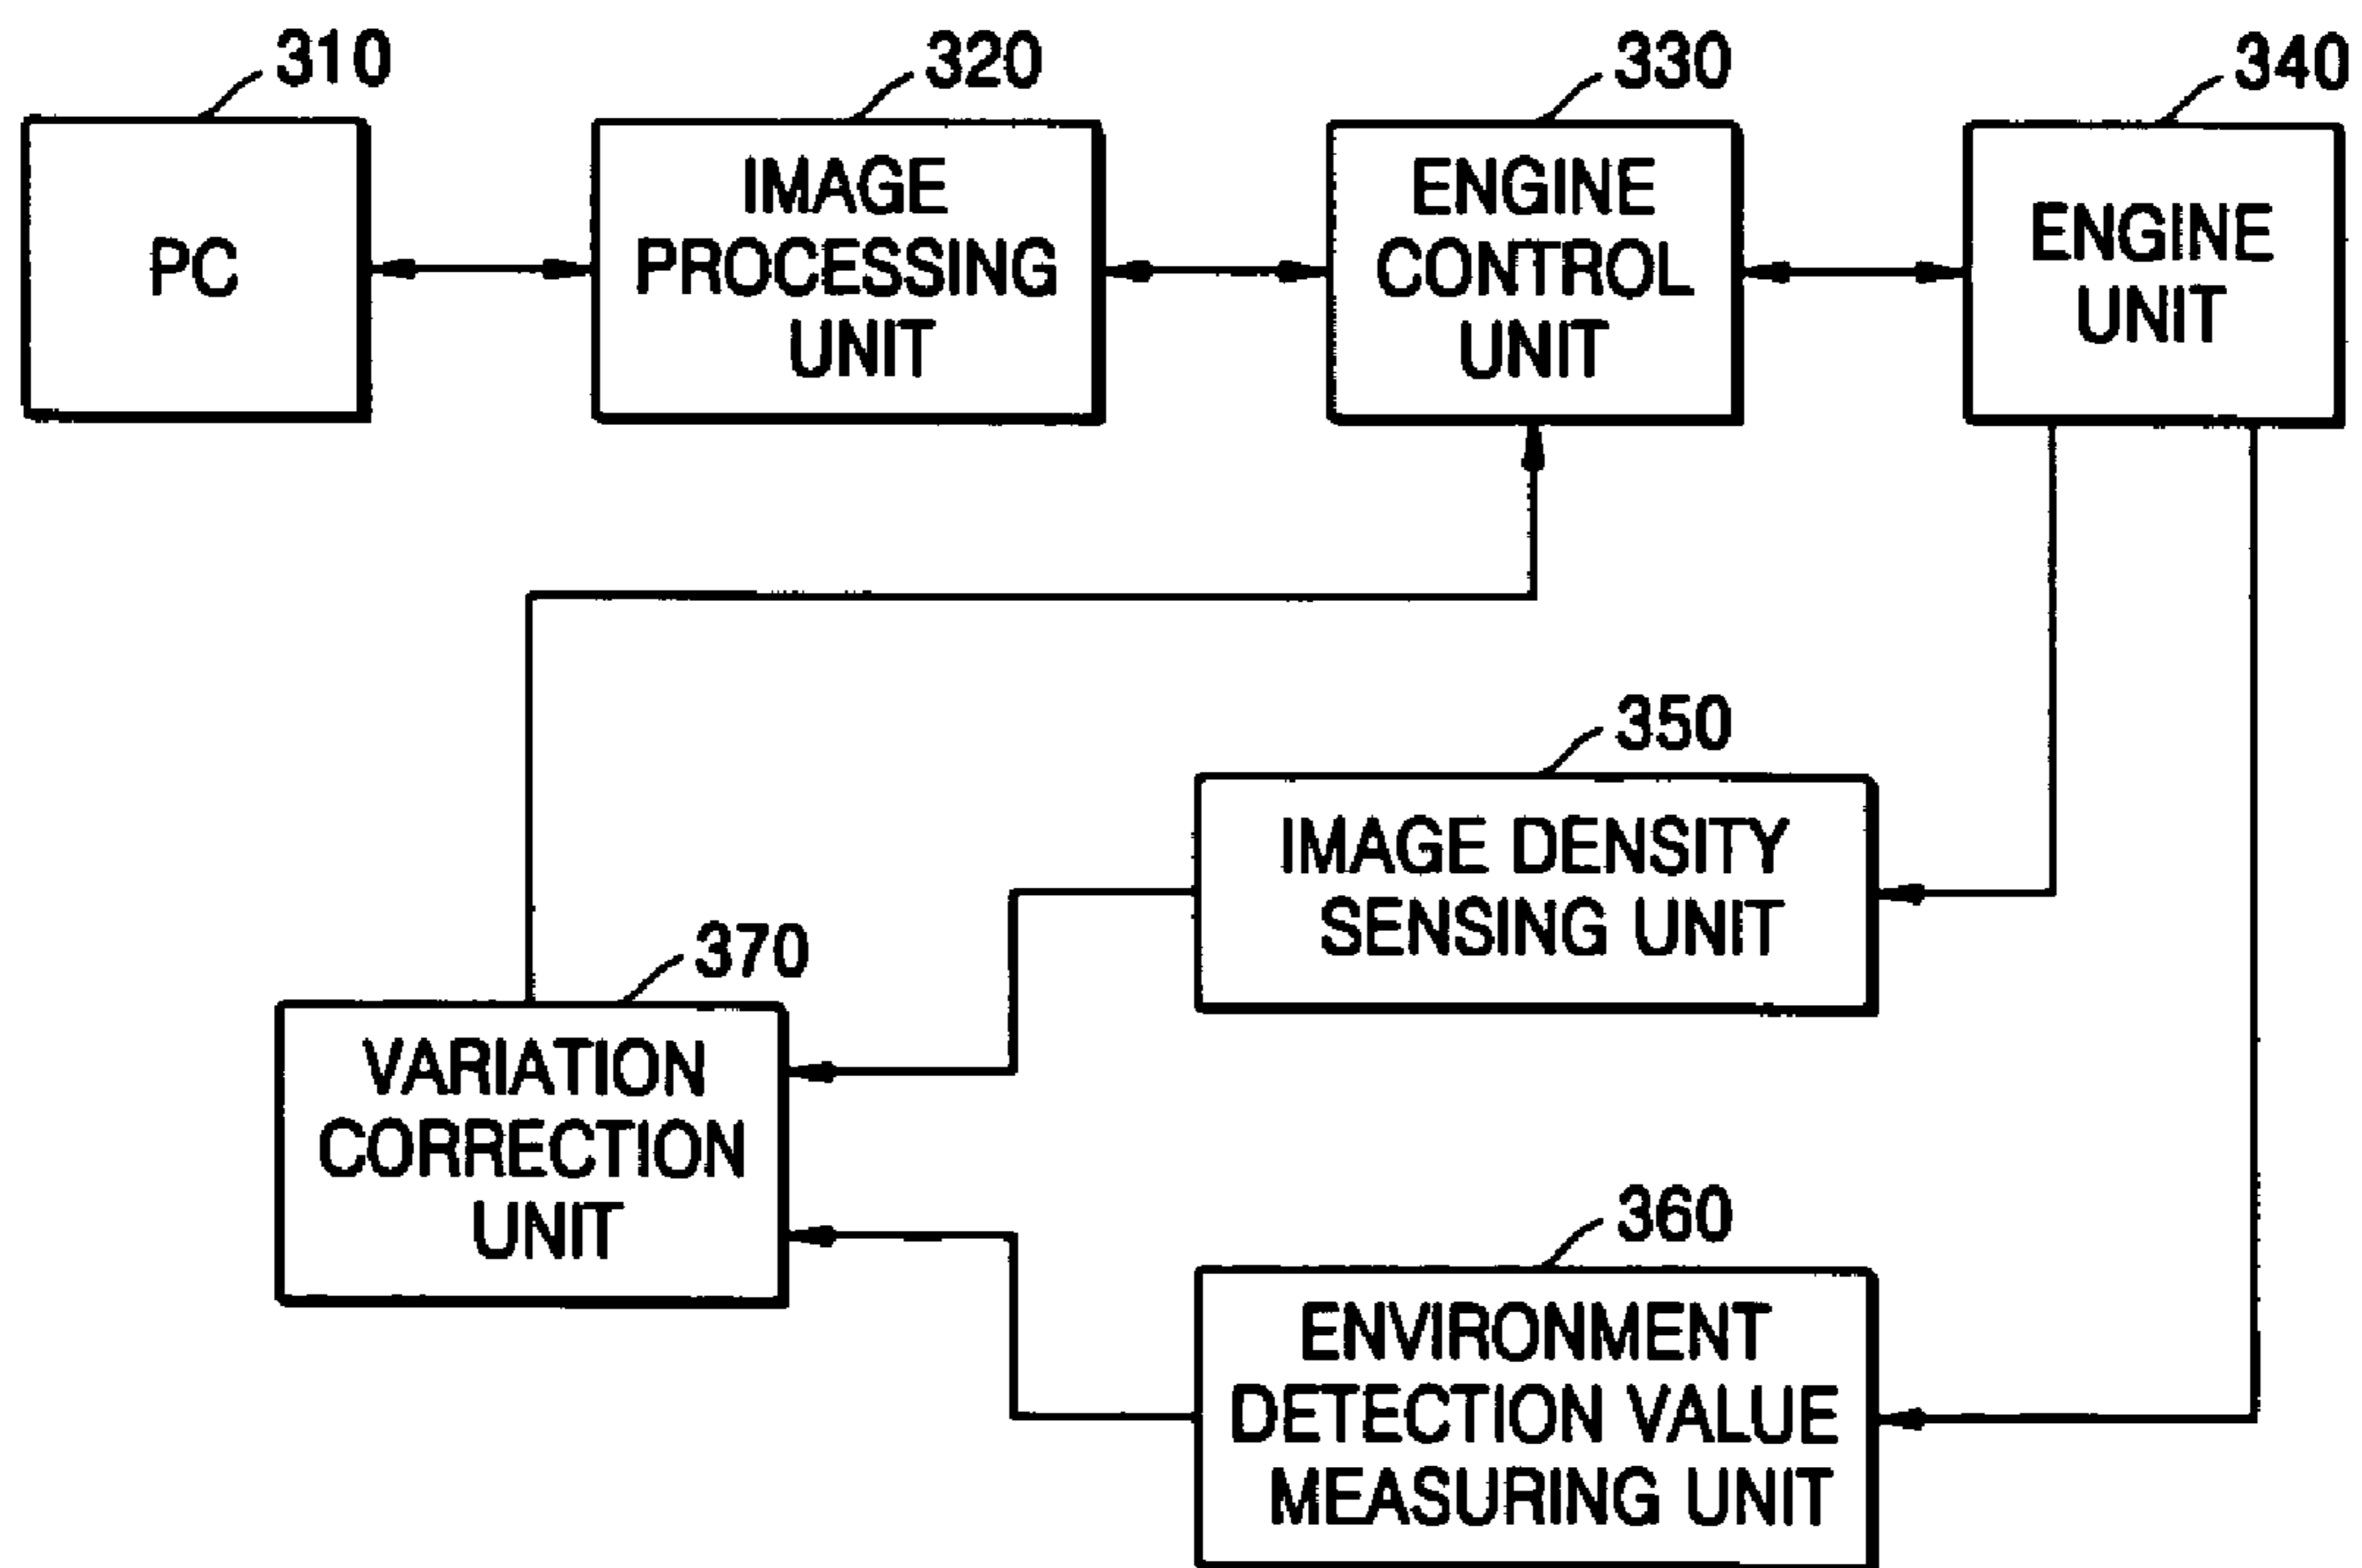 310
PC
320
IMAGE
PROCESSING
UNIT
330
ENGINE
CONTROL
UNIT
340
ENGINE
UNIT
350
IMAGE DENSITY
SENSING UNIT
370
VARIATION
CORRECTION
UNIT
360
ENVIRONMENT
DETECTION VALUE
MEASURING UNIT